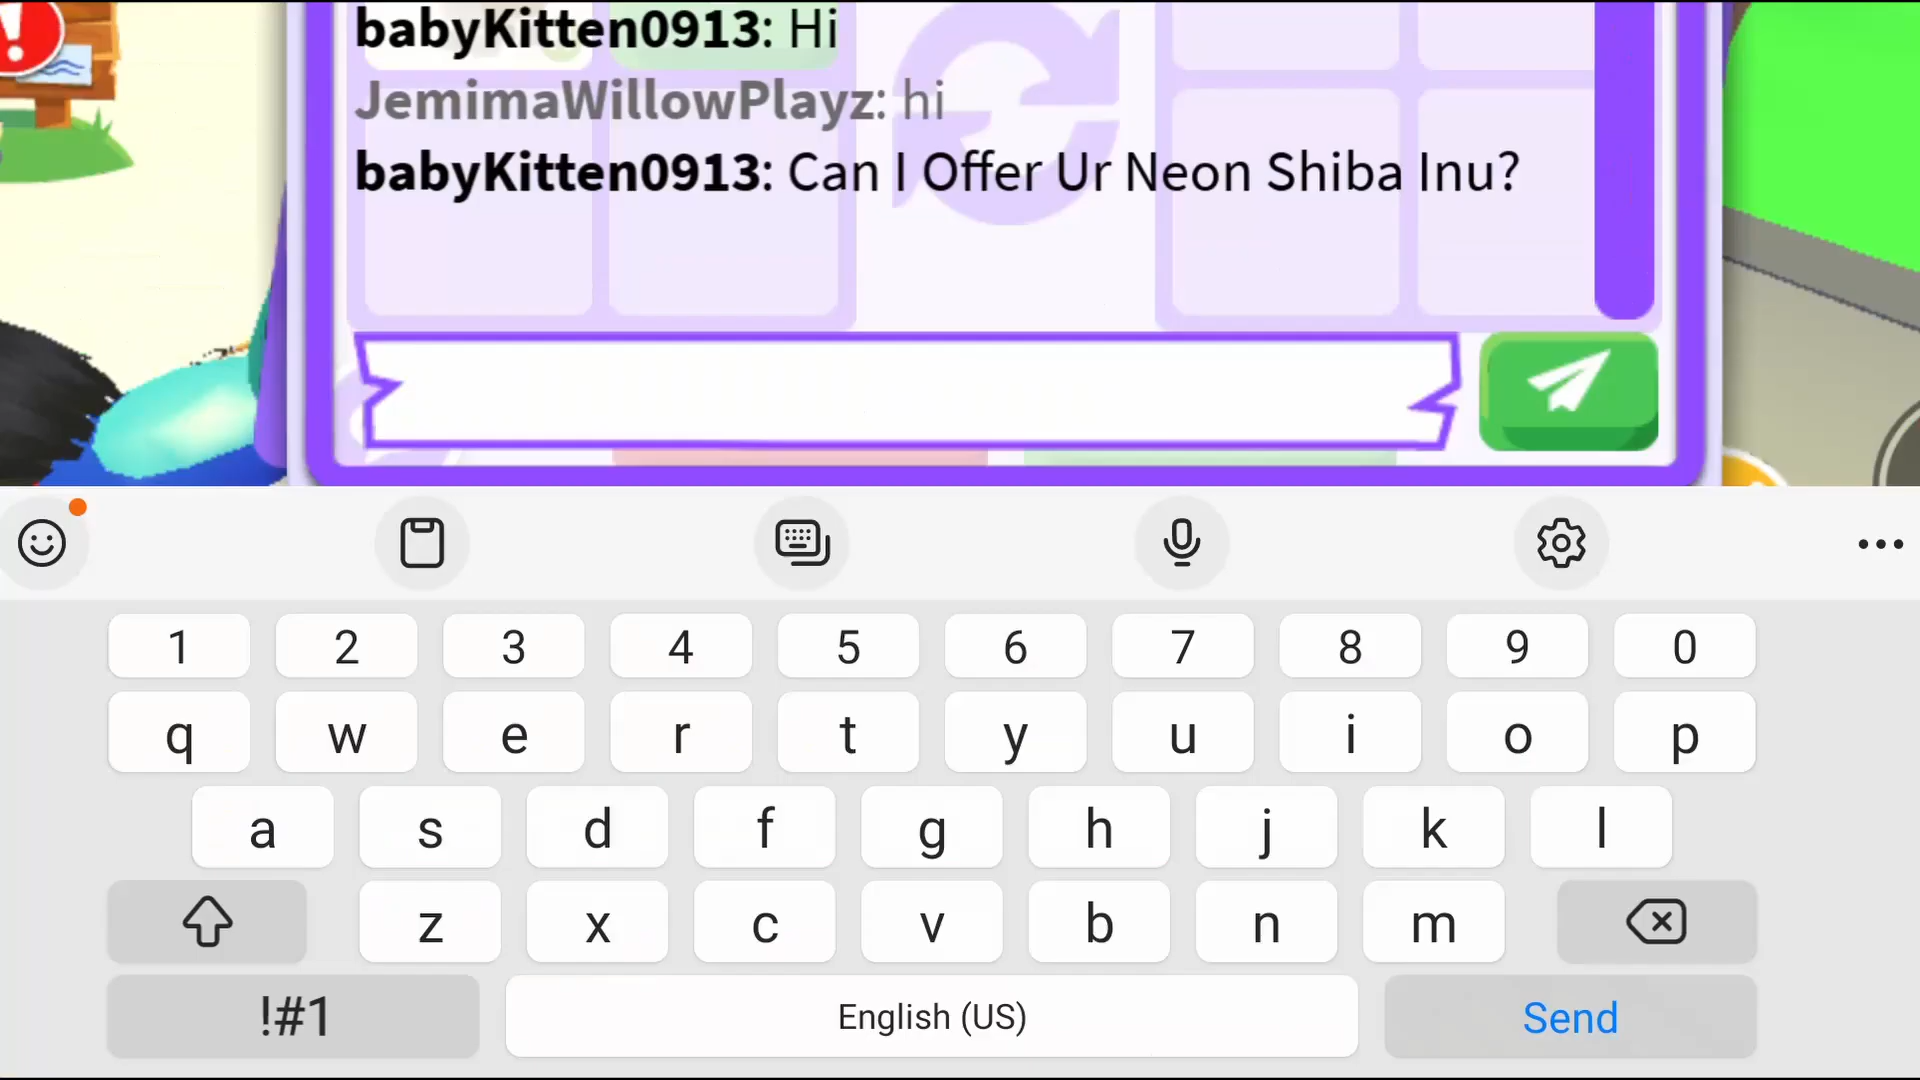 babyKitten0913: Hi
JemimaWillowPlayz: hi
babyKitten0913: Can I Offer Ur Neon Shiba Inu?
1 2 3 4 5 6 7 8 9 0
q w e r t y u i o p
a s d f g h j k l
z x c v b n m
!#1 English (US) Send